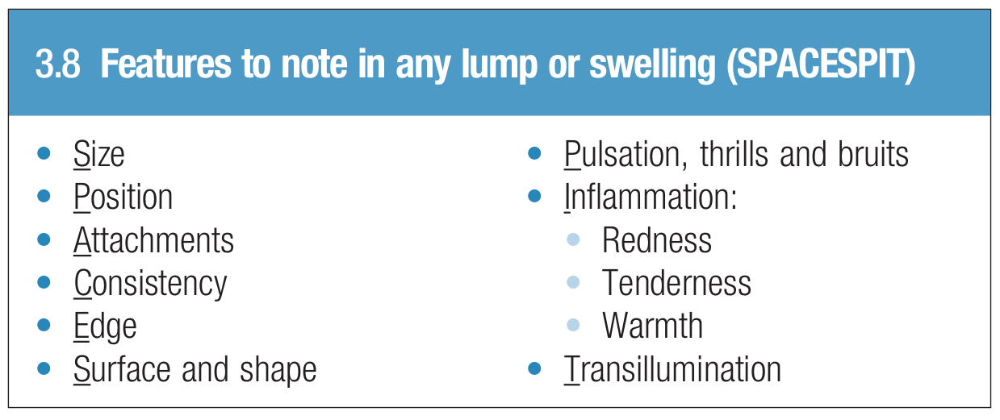 3.8 Features to note in any lump or swelling (SPACESPIT)
• Size
• Position
• Attachments
• Consistency
• Edge
• Surface and shape
• Pulsation, thrills and bruits
• Inflammation:
• Redness
• Tenderness
• Warmth
• Transillumination